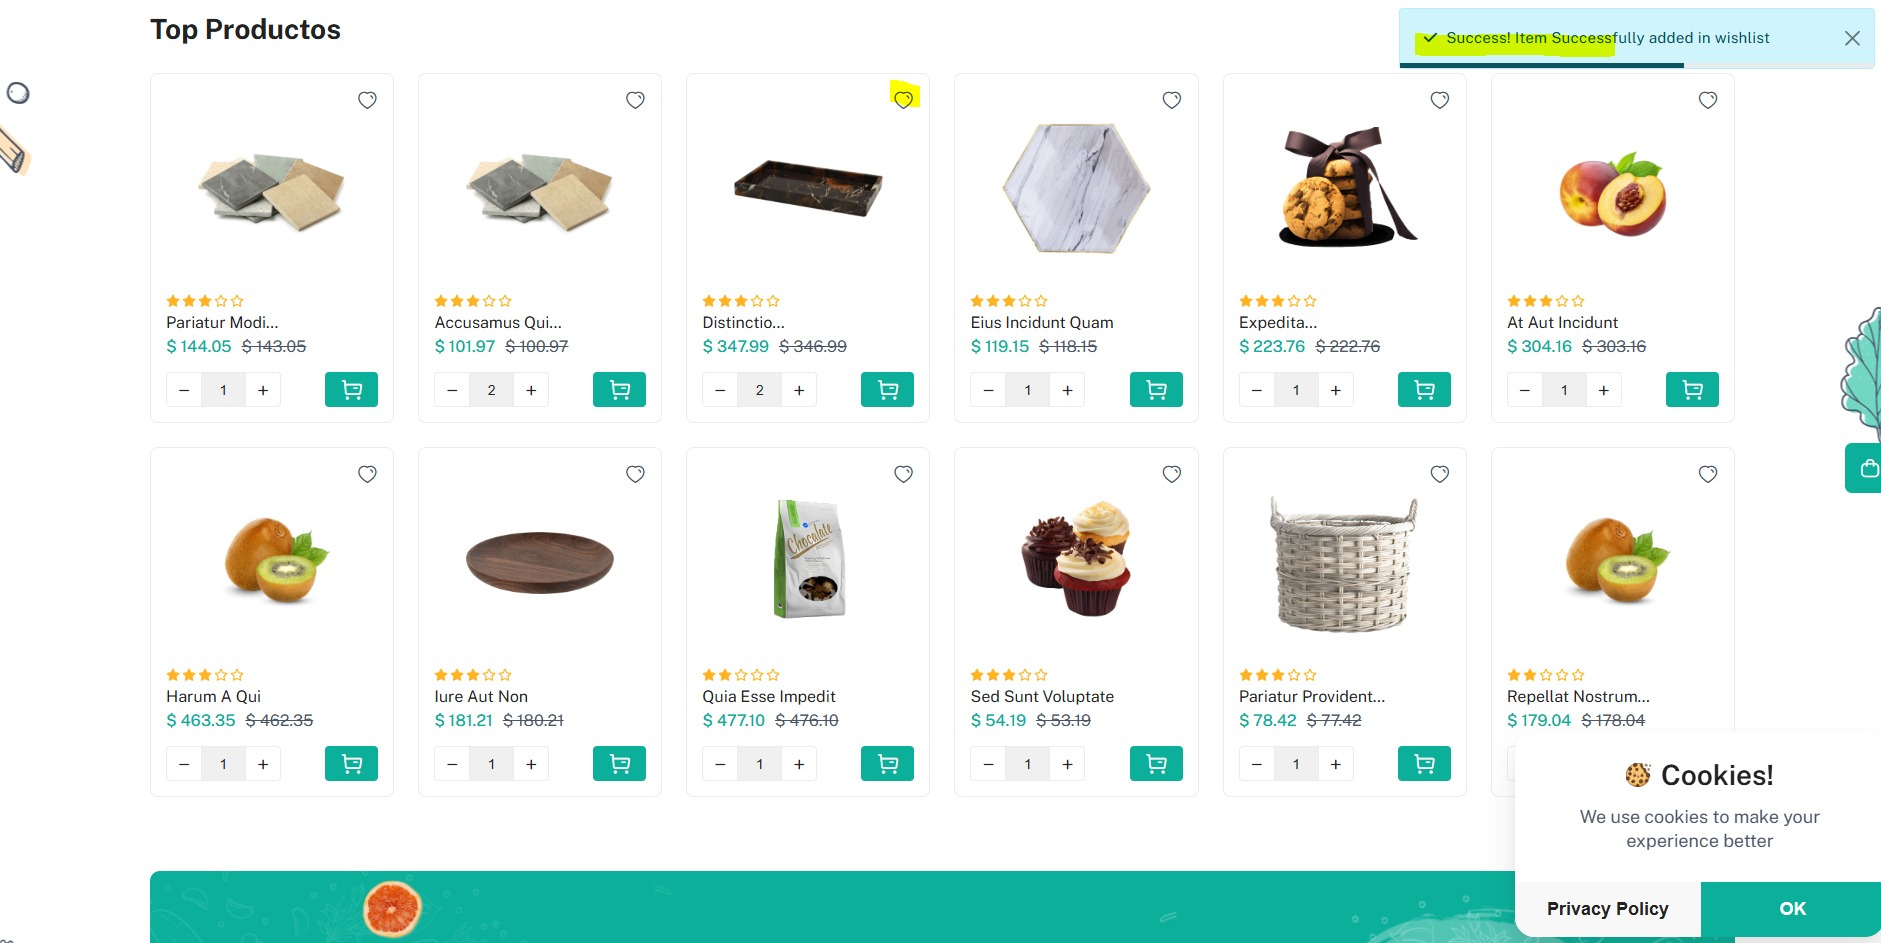 Top Productos
Success! Item Successfully added in wishlist
Pariatur Modi... Accusamus Qui... Distinctio... Eius Incidunt Quam Expedita... At Aut Incidunt
$ 144.05 $ 143.05 $ 101.97 $ 100.97 $ 347.99 $ 346.99 $ 119.15 $ 118.15 $ 223.76 $ 222.76 $ 304.16 $ 303.16
− 1 + − 2 + − 2 + − 1 + − 1 + − 1 +
Chocolate
Harum A Qui Iure Aut Non Quia Esse Impedit Sed Sunt Voluptate Pariatur Provident... Repellat Nostrum...
$ 463.35 $ 462.35 $ 181.21 $ 180.21 $ 477.10 $ 476.10 $ 54.19 $ 53.19 $ 78.42 $ 77.42 $ 179.04 $ 178.04
− 1 + − 1 + − 1 + − 1 + − 1 +
Cookies!
We use cookies to make your
experience better
Privacy Policy OK